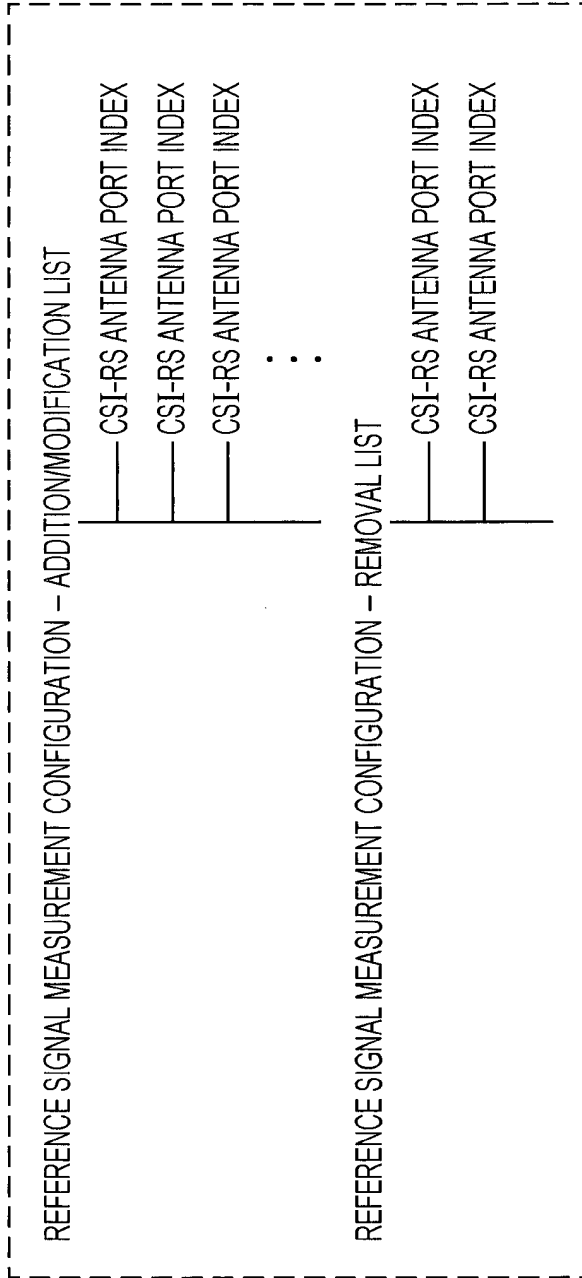 REFERENCE SIGNAL MEASUREMENT CONFIGURATION – ADDITION/MODIFICATION LIST
CSI-RS ANTENNA PORT INDEX
CSI-RS ANTENNA PORT INDEX
CSI-RS ANTENNA PORT INDEX
...
REFERENCE SIGNAL MEASUREMENT CONFIGURATION – REMOVAL LIST
CSI-RS ANTENNA PORT INDEX
CSI-RS ANTENNA PORT INDEX